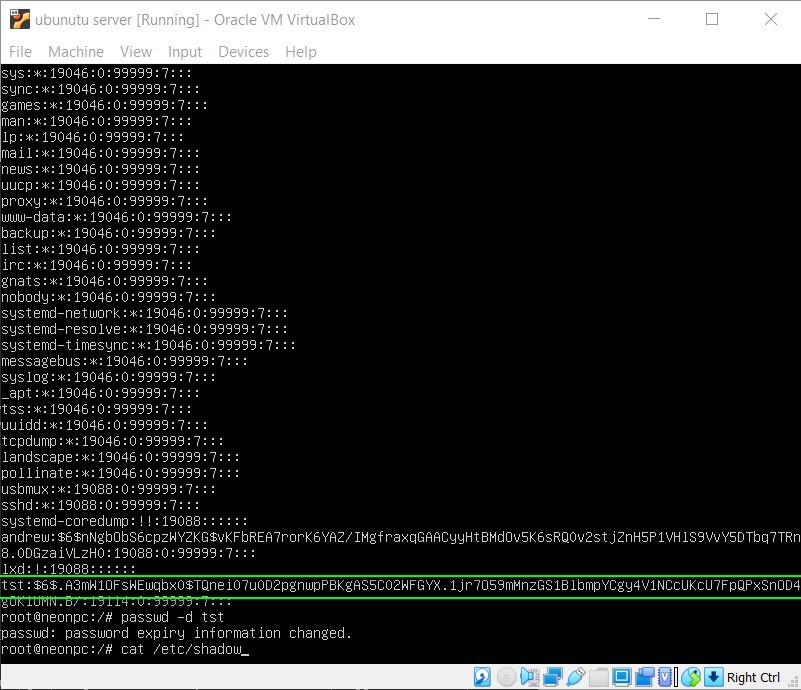 ubunutu server [Running] - Oracle VM VirtualBox
File Machine View Input Devices Help
sys:*:19046:0:99999:7:::
sync:*:19046:0:99999:7:::
games:*:19046:0:99999:7:::
man:*:19046:0:99999:7:::
lp:*:19046:0:99999:7:::
mail:*:19046:0:99999:7:::
news:*:19046:0:99999:7:::
uucp:*:19046:0:99999:7:::
proxy:*:19046:0:99999:7:::
www-data:*:19046:0:99999:7:::
backup:*:19046:0:99999:7:::
list:*:19046:0:99999:7:::
irc:*:19046:0:99999:7:::
gnats:*:19046:0:99999:7:::
nobody:*:19046:0:99999:7:::
systemd-network:*:19046:0:99999:7:::
systemd-resolve:*:19046:0:99999:7:::
systemd-timesync:*:19046:0:99999:7:::
messagebus:*:19046:0:99999:7:::
syslog:*:19046:0:99999:7:::
_apt:*:19046:0:99999:7:::
tss:*:19046:0:99999:7:::
uuidd:*:19046:0:99999:7:::
tcpdump:*:19046:0:99999:7:::
landscape:*:19046:0:99999:7:::
pollinate:*:19046:0:99999:7:::
usbmux:*:19088:0:99999:7:::
sshd:*:19088:0:99999:7:::
systemd-coredump:!!:19088::::::
andrew:$6$nNgbObS6cpzWYZKG$vKFbREA7rorK6YAZ/IMgfraxqGAACyyHtBMdOv5K6sRQ0v2stjZnH5P1VHlS9VvY5DTbq7TRn
8.ODGzaiVLzH0:19088:0:99999:7:::
lxd:!:19088::::::
tst:$6$.A3mW1OFsWEwqbxO$TQnei07u0D2pgnwpPBKgAS5C02WFGYX.1jr7O59mMnzGS1BlbmpYCgy4V1NCcUKcU7FpQPxSnOD4
gOKiUMN.B/:19114:0:99999:7:::
root@neonpc:/# passwd -d tst
passwd: password expiry information changed.
root@neonpc:/# cat /etc/shadow_
Right Ctrl